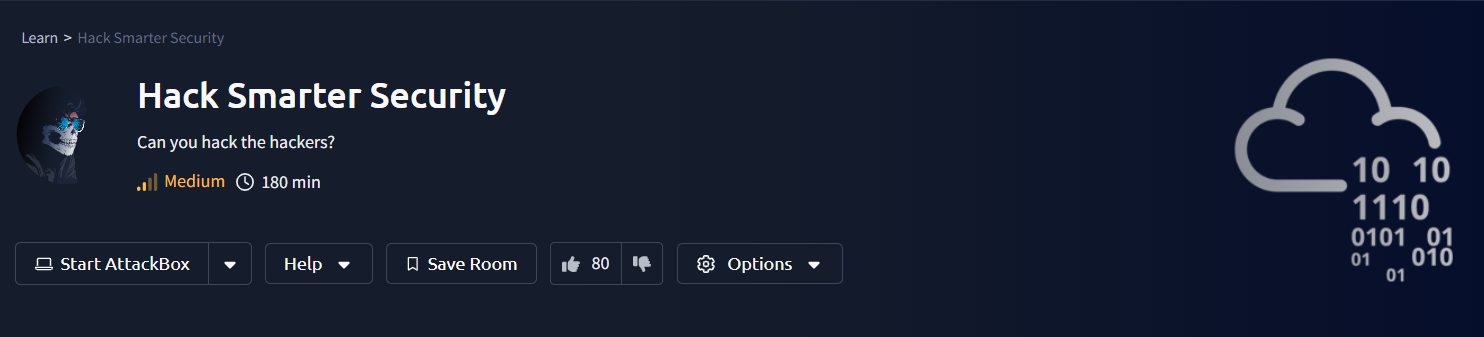 Learn > Hack Smarter Security
Hack Smarter Security
Can you hack the hackers?
Medium 180 min
Start AttackBox Help Save Room 80 Options
10 10
1110
0101 01
01 010
01